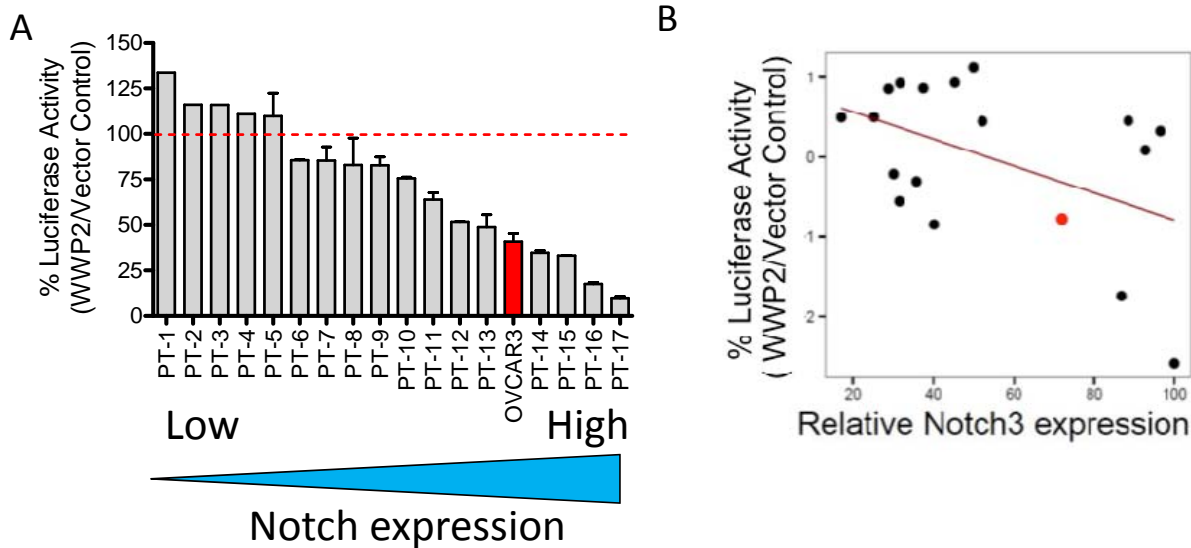 A
% Luciferase Activity
(WWP2/Vector Control)
150
125
100
75
50
25
0
PT-1
PT-2
PT-3
PT-4
PT-5
PT-6
PT-7
PT-8
PT-9
PT-10
PT-11
PT-12
PT-13
OVCAR3
PT-14
PT-15
PT-16
PT-17
Low
High
Notch expression
B
% Luciferase Activity
( WWP2/Vector Control)
1
0
-1
-2
20
40
60
80
100
Relative Notch3 expression